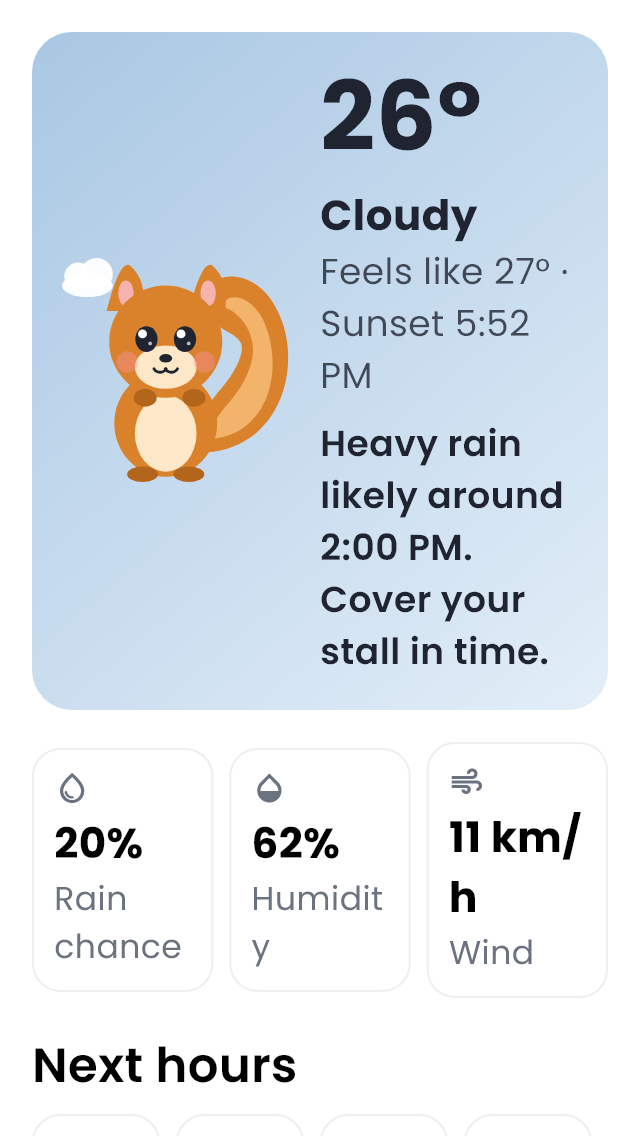 26°
Cloudy
Feels like 27° ·
Sunset 5:52
PM
Heavy rain
likely around
2:00 PM.
Cover your
stall in time.
20%
Rain
chance
62%
Humidit
y
11 km/
h
Wind
Next hours